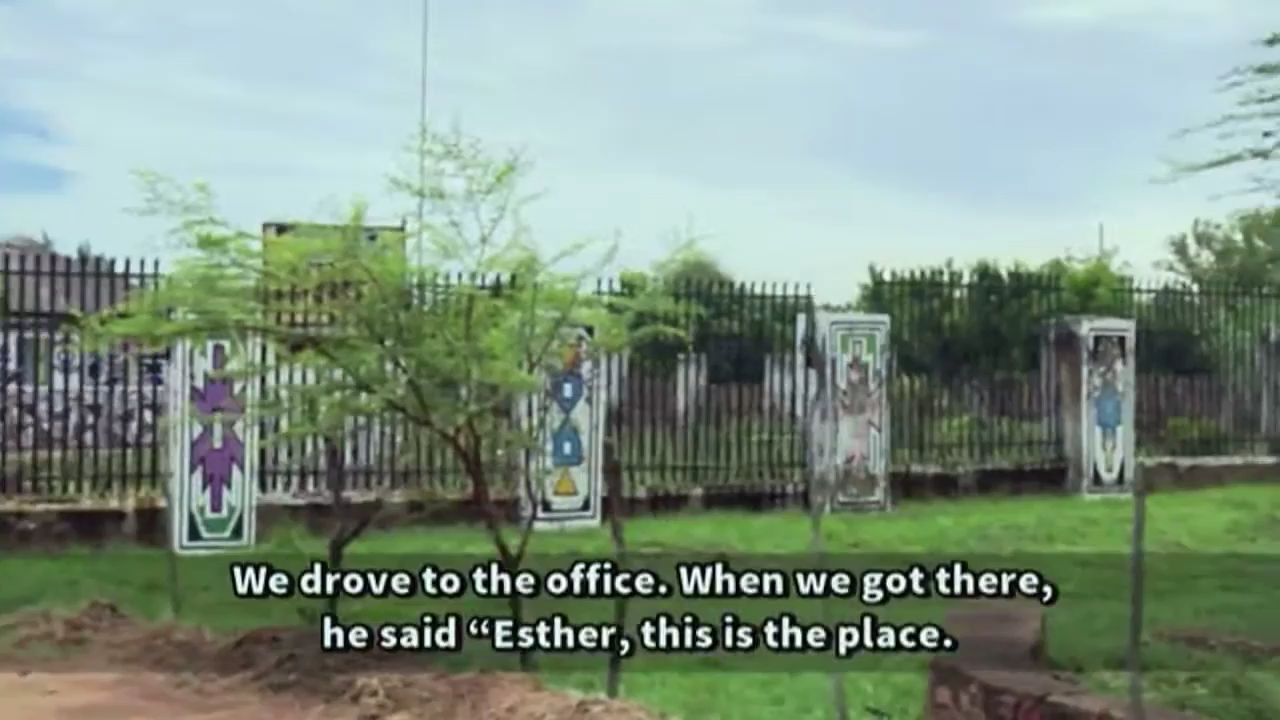 We drove to the office. When we got there,
he said “Esther, this is the place.